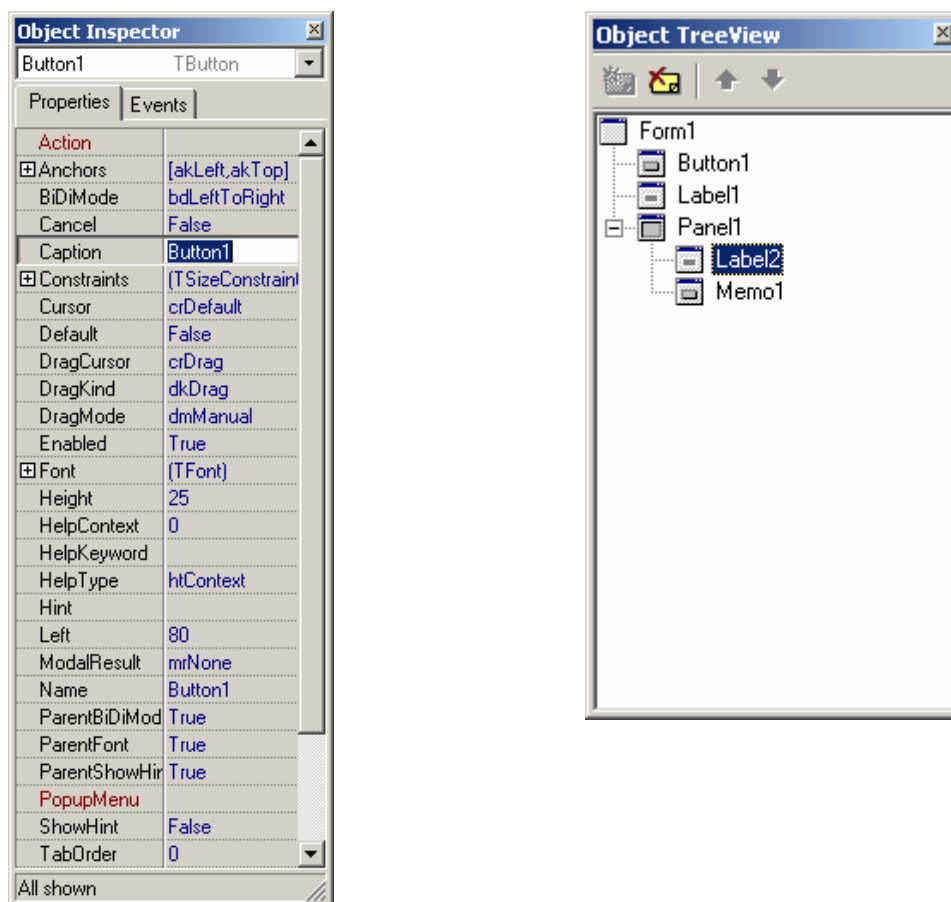 Object Inspector
Button1 TButton
Properties Events
Action
Anchors [akLeft,akTop]
BiDiMode bdLeftToRight
Cancel False
Caption Button1
Constraints (TSizeConstraint
Cursor crDefault
Default False
DragCursor crDrag
DragKind dkDrag
DragMode dmManual
Enabled True
Font (TFont)
Height 25
HelpContext 0
HelpKeyword
HelpType htContext
Hint
Left 80
ModalResult mrNone
Name Button1
ParentBiDiMod True
ParentFont True
ParentShowHin True
PopupMenu
ShowHint False
TabOrder 0
All shown
Object TreeView
Form1
Button1
Label1
Panel1
Label2
Memo1